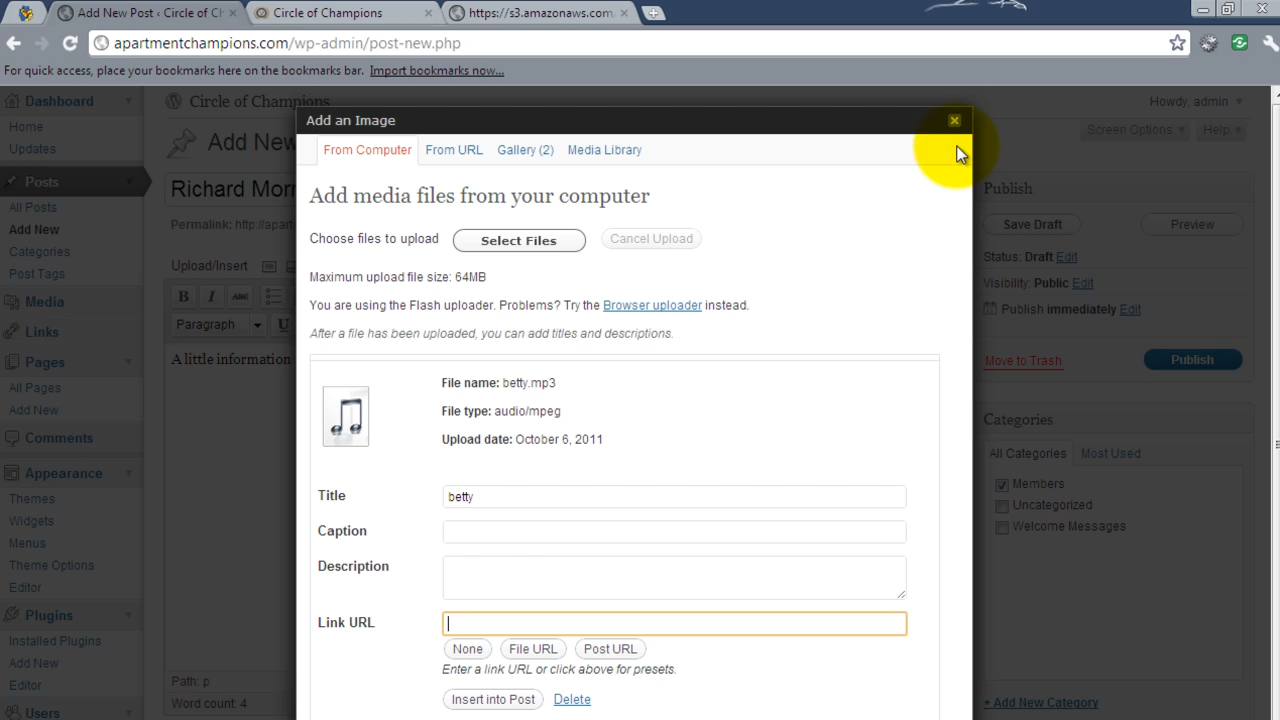 Add New Post ‹ Circle of Ch
Circle of Champions
https://s3.amazonaws.com
apartmentchampions.com/wp-admin/post-new.php
For quick access, place your bookmarks here on the bookmarks bar. Import bookmarks now...
Dashboard
Home
Updates
Posts
All Posts
Add New
Categories
Post Tags
Media
Links
Pages
All Pages
Add New
Comments
Appearance
Themes
Widgets
Menus
Theme Options
Editor
Plugins
Installed Plugins
Add New
Editor
Users
Circle of Champions
Howdy, admin
Add New
Screen Options
Help
Richard Morr
Permalink: http://apart
Upload/Insert
B I ABC
Paragraph U
A little information
Path: p
Word count: 4
Add an Image
From Computer From URL Gallery (2) Media Library
Add media files from your computer
Choose files to upload Select Files Cancel Upload
Maximum upload file size: 64MB
You are using the Flash uploader. Problems? Try the Browser uploader instead.
After a file has been uploaded, you can add titles and descriptions.
File name: betty.mp3
File type: audio/mpeg
Upload date: October 6, 2011
Title betty
Caption
Description
Link URL
None File URL Post URL
Enter a link URL or click above for presets.
Insert into Post Delete
Publish
Save Draft Preview
Status: Draft Edit
Visibility: Public Edit
Publish immediately Edit
Move to Trash Publish
Categories
All Categories Most Used
Members
Uncategorized
Welcome Messages
+ Add New Category